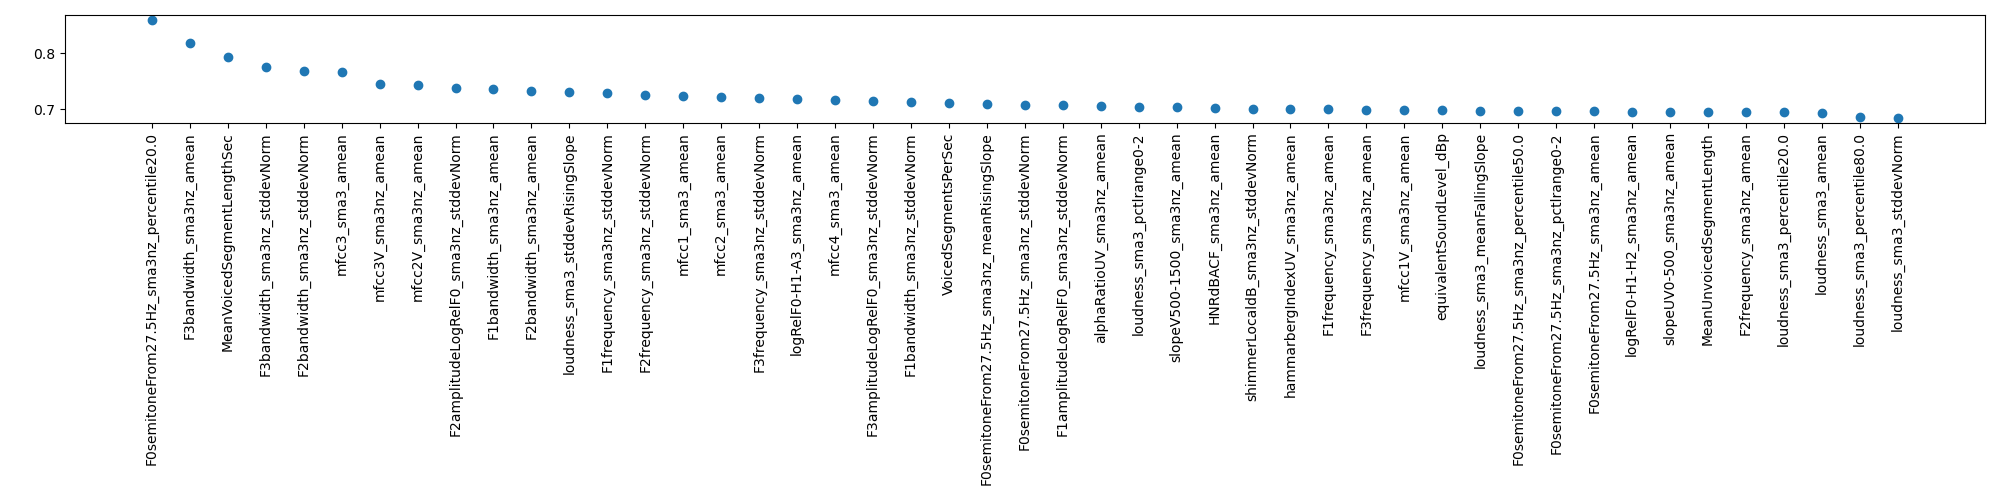 0.8
0.7
F0semitoneFrom27.5Hz_sma3nz_percentile20.0
F3bandwidth_sma3nz_amean
MeanVoicedSegmentLengthSec
F3bandwidth_sma3nz_stddevNorm
F2bandwidth_sma3nz_stddevNorm
mfcc3_sma3_amean
mfcc3V_sma3nz_amean
mfcc2V_sma3nz_amean
F2amplitudeLogRelF0_sma3nz_stddevNorm
F1bandwidth_sma3nz_amean
F2bandwidth_sma3nz_amean
loudness_sma3_stddevRisingSlope
F1frequency_sma3nz_stddevNorm
F2frequency_sma3nz_stddevNorm
mfcc1_sma3_amean
mfcc2_sma3_amean
F3frequency_sma3nz_stddevNorm
logRelF0-H1-A3_sma3nz_amean
mfcc4_sma3_amean
F3amplitudeLogRelF0_sma3nz_stddevNorm
F1bandwidth_sma3nz_stddevNorm
VoicedSegmentsPerSec
F0semitoneFrom27.5Hz_sma3nz_meanRisingSlope
F0semitoneFrom27.5Hz_sma3nz_stddevNorm
F1amplitudeLogRelF0_sma3nz_stddevNorm
alphaRatioUV_sma3nz_amean
loudness_sma3_pctlrange0-2
slopeV500-1500_sma3nz_amean
HNRdBACF_sma3nz_amean
shimmerLocaldB_sma3nz_stddevNorm
hammarbergIndexUV_sma3nz_amean
F1frequency_sma3nz_amean
F3frequency_sma3nz_amean
mfcc1V_sma3nz_amean
equivalentSoundLevel_dBp
loudness_sma3_meanFallingSlope
F0semitoneFrom27.5Hz_sma3nz_percentile50.0
F0semitoneFrom27.5Hz_sma3nz_pctlrange0-2
F0semitoneFrom27.5Hz_sma3nz_amean
logRelF0-H1-H2_sma3nz_amean
slopeUV0-500_sma3nz_amean
MeanUnvoicedSegmentLength
F2frequency_sma3nz_amean
loudness_sma3_percentile20.0
loudness_sma3_amean
loudness_sma3_percentile80.0
loudness_sma3_stddevNorm